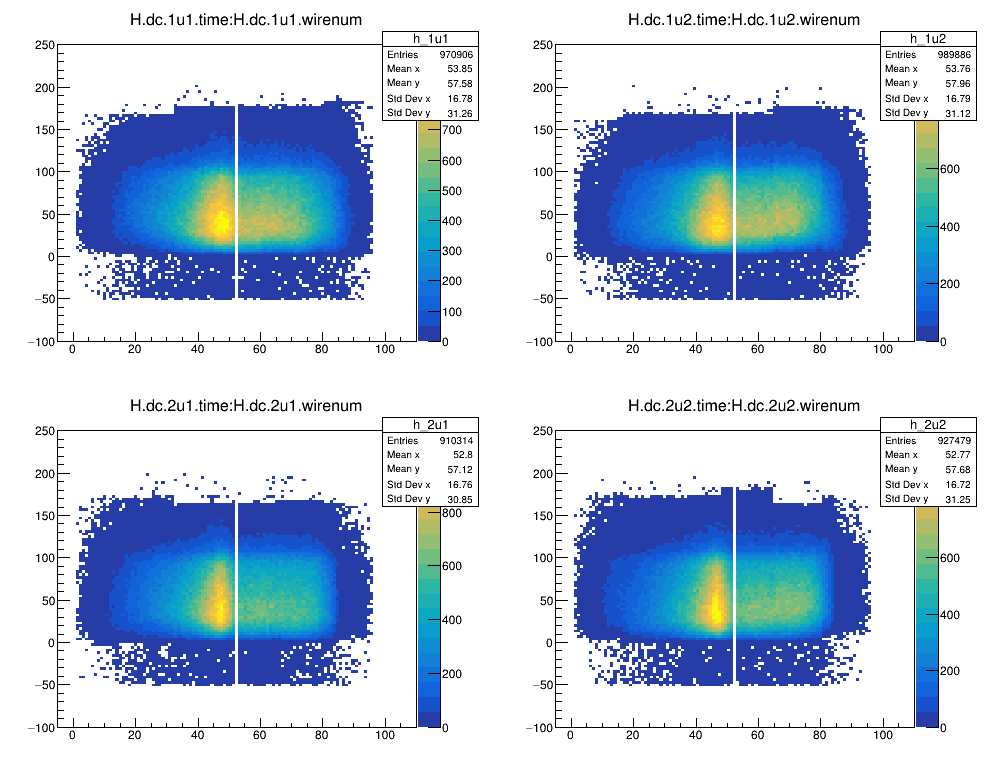 H.dc.1u1.time:H.dc.1u1.wirenum
h_1u1
Entries 970906
Mean x 53.85
Mean y 57.58
Std Dev x 16.78
Std Dev y 31.26
250
200
150
100
50
0
−50
−100
0 20 40 60 80 100
700
600
500
400
300
200
100
0
H.dc.1u2.time:H.dc.1u2.wirenum
h_1u2
Entries 989886
Mean x 53.76
Mean y 57.96
Std Dev x 16.79
Std Dev y 31.12
250
200
150
100
50
0
−50
−100
0 20 40 60 80 100
600
400
200
0
H.dc.2u1.time:H.dc.2u1.wirenum
h_2u1
Entries 910314
Mean x 52.8
Mean y 57.12
Std Dev x 16.76
Std Dev y 30.85
250
200
150
100
50
0
−50
−100
0 20 40 60 80 100
800
600
400
200
0
H.dc.2u2.time:H.dc.2u2.wirenum
h_2u2
Entries 927479
Mean x 52.77
Mean y 57.68
Std Dev x 16.72
Std Dev y 31.25
250
200
150
100
50
0
−50
−100
0 20 40 60 80 100
600
400
200
0